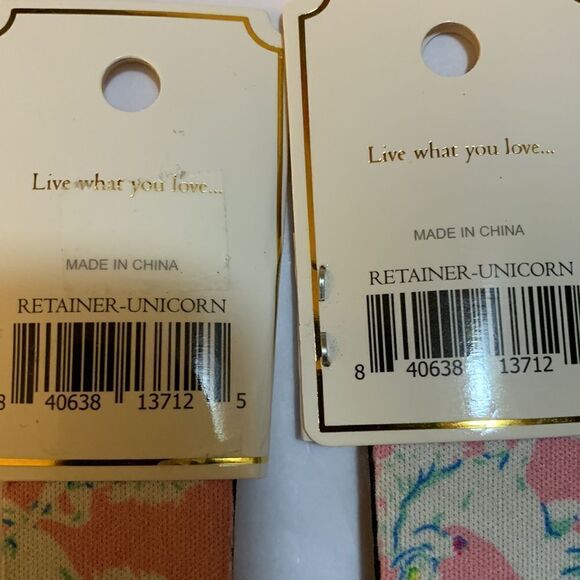 Live what you love...
MADE IN CHINA
RETAINER-UNICORN
8 40638 13712 5
Live what you love...
MADE IN CHINA
RETAINER-UNICORN
8 40638 13712